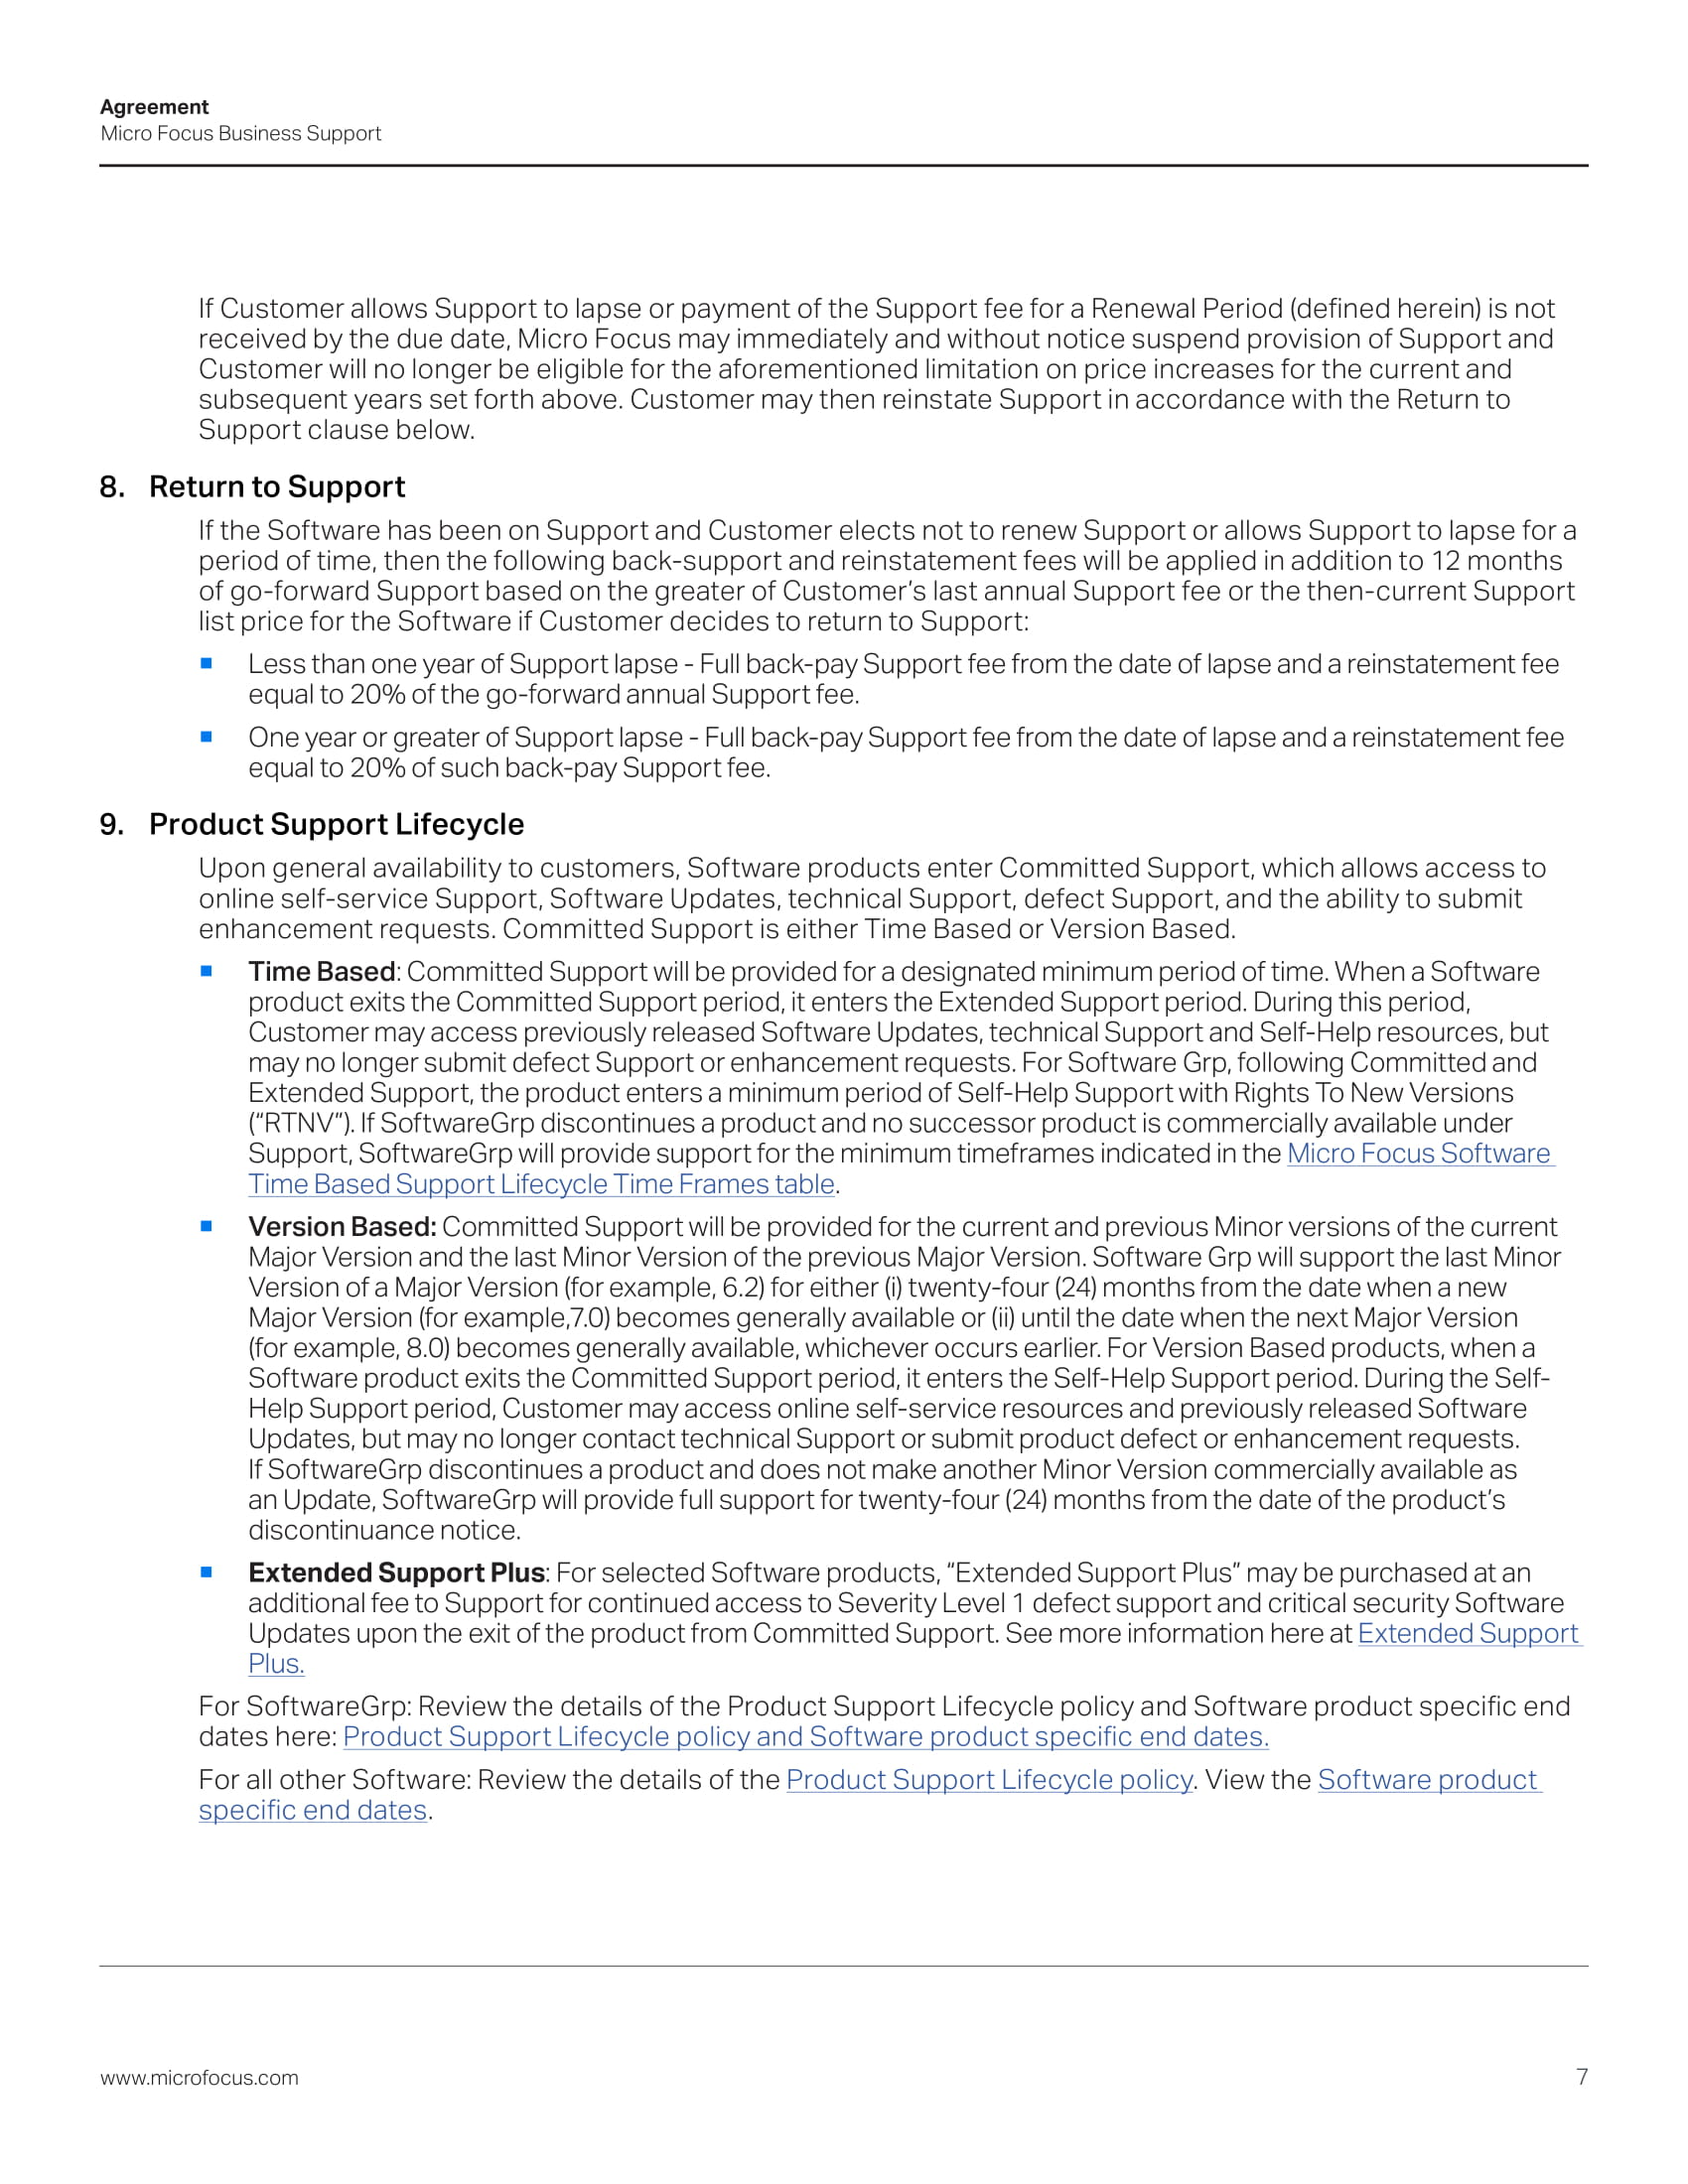 Agreement
Micro Focus Business Support
If Customer allows Support to lapse or payment of the Support fee for a Renewal Period (defined herein) is not
received by the due date, Micro Focus may immediately and without notice suspend provision of Support and
Customer will no longer be eligible for the aforementioned limitation on price increases for the current and
subsequent years set forth above. Customer may then reinstate Support in accordance with the Return to
Support clause below.
8. Return to Support
If the Software has been on Support and Customer elects not to renew Support or allows Support to lapse for a
period of time, then the following back-support and reinstatement fees will be applied in addition to 12 months
of go-forward Support based on the greater of Customer’s last annual Support fee or the then-current Support
list price for the Software if Customer decides to return to Support:
■ Less than one year of Support lapse - Full back-pay Support fee from the date of lapse and a reinstatement fee
equal to 20% of the go-forward annual Support fee.
■ One year or greater of Support lapse - Full back-pay Support fee from the date of lapse and a reinstatement fee
equal to 20% of such back-pay Support fee.
9. Product Support Lifecycle
Upon general availability to customers, Software products enter Committed Support, which allows access to
online self-service Support, Software Updates, technical Support, defect Support, and the ability to submit
enhancement requests. Committed Support is either Time Based or Version Based.
■ Time Based: Committed Support will be provided for a designated minimum period of time. When a Software
product exits the Committed Support period, it enters the Extended Support period. During this period,
Customer may access previously released Software Updates, technical Support and Self-Help resources, but
may no longer submit defect Support or enhancement requests. For Software Grp, following Committed and
Extended Support, the product enters a minimum period of Self-Help Support with Rights To New Versions
(“RTNV”). If SoftwareGrp discontinues a product and no successor product is commercially available under
Support, SoftwareGrp will provide support for the minimum timeframes indicated in the Micro Focus Software
Time Based Support Lifecycle Time Frames table.
■ Version Based: Committed Support will be provided for the current and previous Minor versions of the current
Major Version and the last Minor Version of the previous Major Version. Software Grp will support the last Minor
Version of a Major Version (for example, 6.2) for either (i) twenty-four (24) months from the date when a new
Major Version (for example,7.0) becomes generally available or (ii) until the date when the next Major Version
(for example, 8.0) becomes generally available, whichever occurs earlier. For Version Based products, when a
Software product exits the Committed Support period, it enters the Self-Help Support period. During the Self-
Help Support period, Customer may access online self-service resources and previously released Software
Updates, but may no longer contact technical Support or submit product defect or enhancement requests.
If SoftwareGrp discontinues a product and does not make another Minor Version commercially available as
an Update, SoftwareGrp will provide full support for twenty-four (24) months from the date of the product’s
discontinuance notice.
■ Extended Support Plus: For selected Software products, “Extended Support Plus” may be purchased at an
additional fee to Support for continued access to Severity Level 1 defect support and critical security Software
Updates upon the exit of the product from Committed Support. See more information here at Extended Support
Plus.
For SoftwareGrp: Review the details of the Product Support Lifecycle policy and Software product specific end
dates here: Product Support Lifecycle policy and Software product specific end dates.
For all other Software: Review the details of the Product Support Lifecycle policy. View the Software product
specific end dates.
www.microfocus.com
7